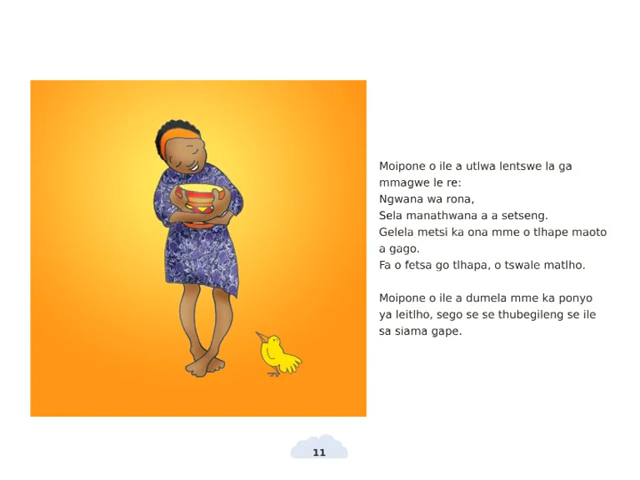 Moipone o ile a utlwa lentswe la ga
mmagwe le re:
Ngwana wa rona,
Sela manathwana a a setseng.
Gelela metsi ka ona mme o tlhape maoto
a gago.
Fa o fetsa go tlhapa, o tswale matlho.
Moipone o ile a dumela mme ka ponyo
ya leitlho, sego se se thubegileng se ile
sa siama gape.
11